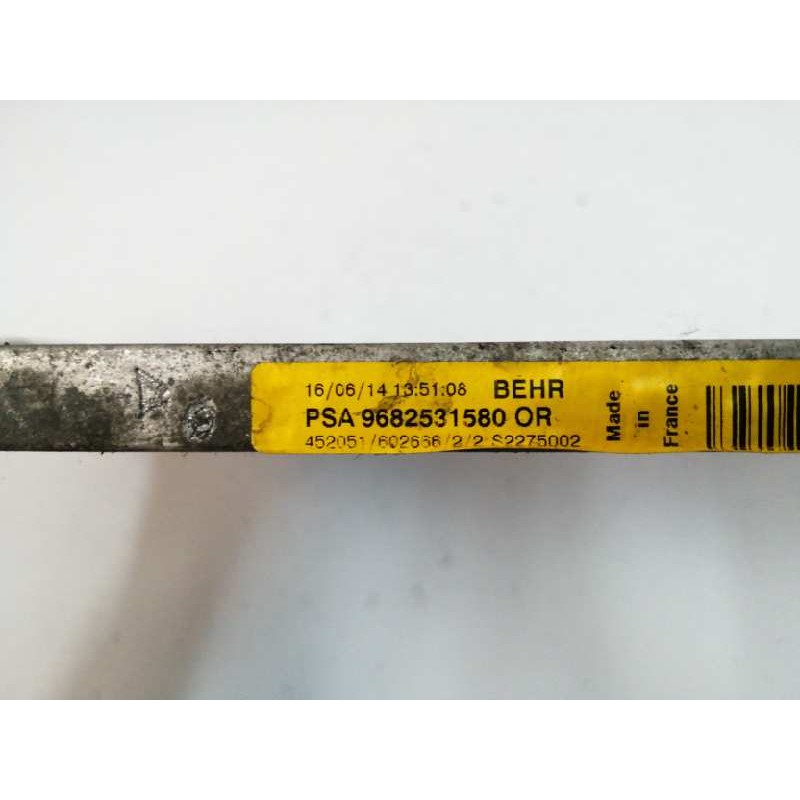 16/06/14 13:51:08 BEHR
PSA 9682531580 OR
452051/602666/2/2 S2275002
Made
in
France